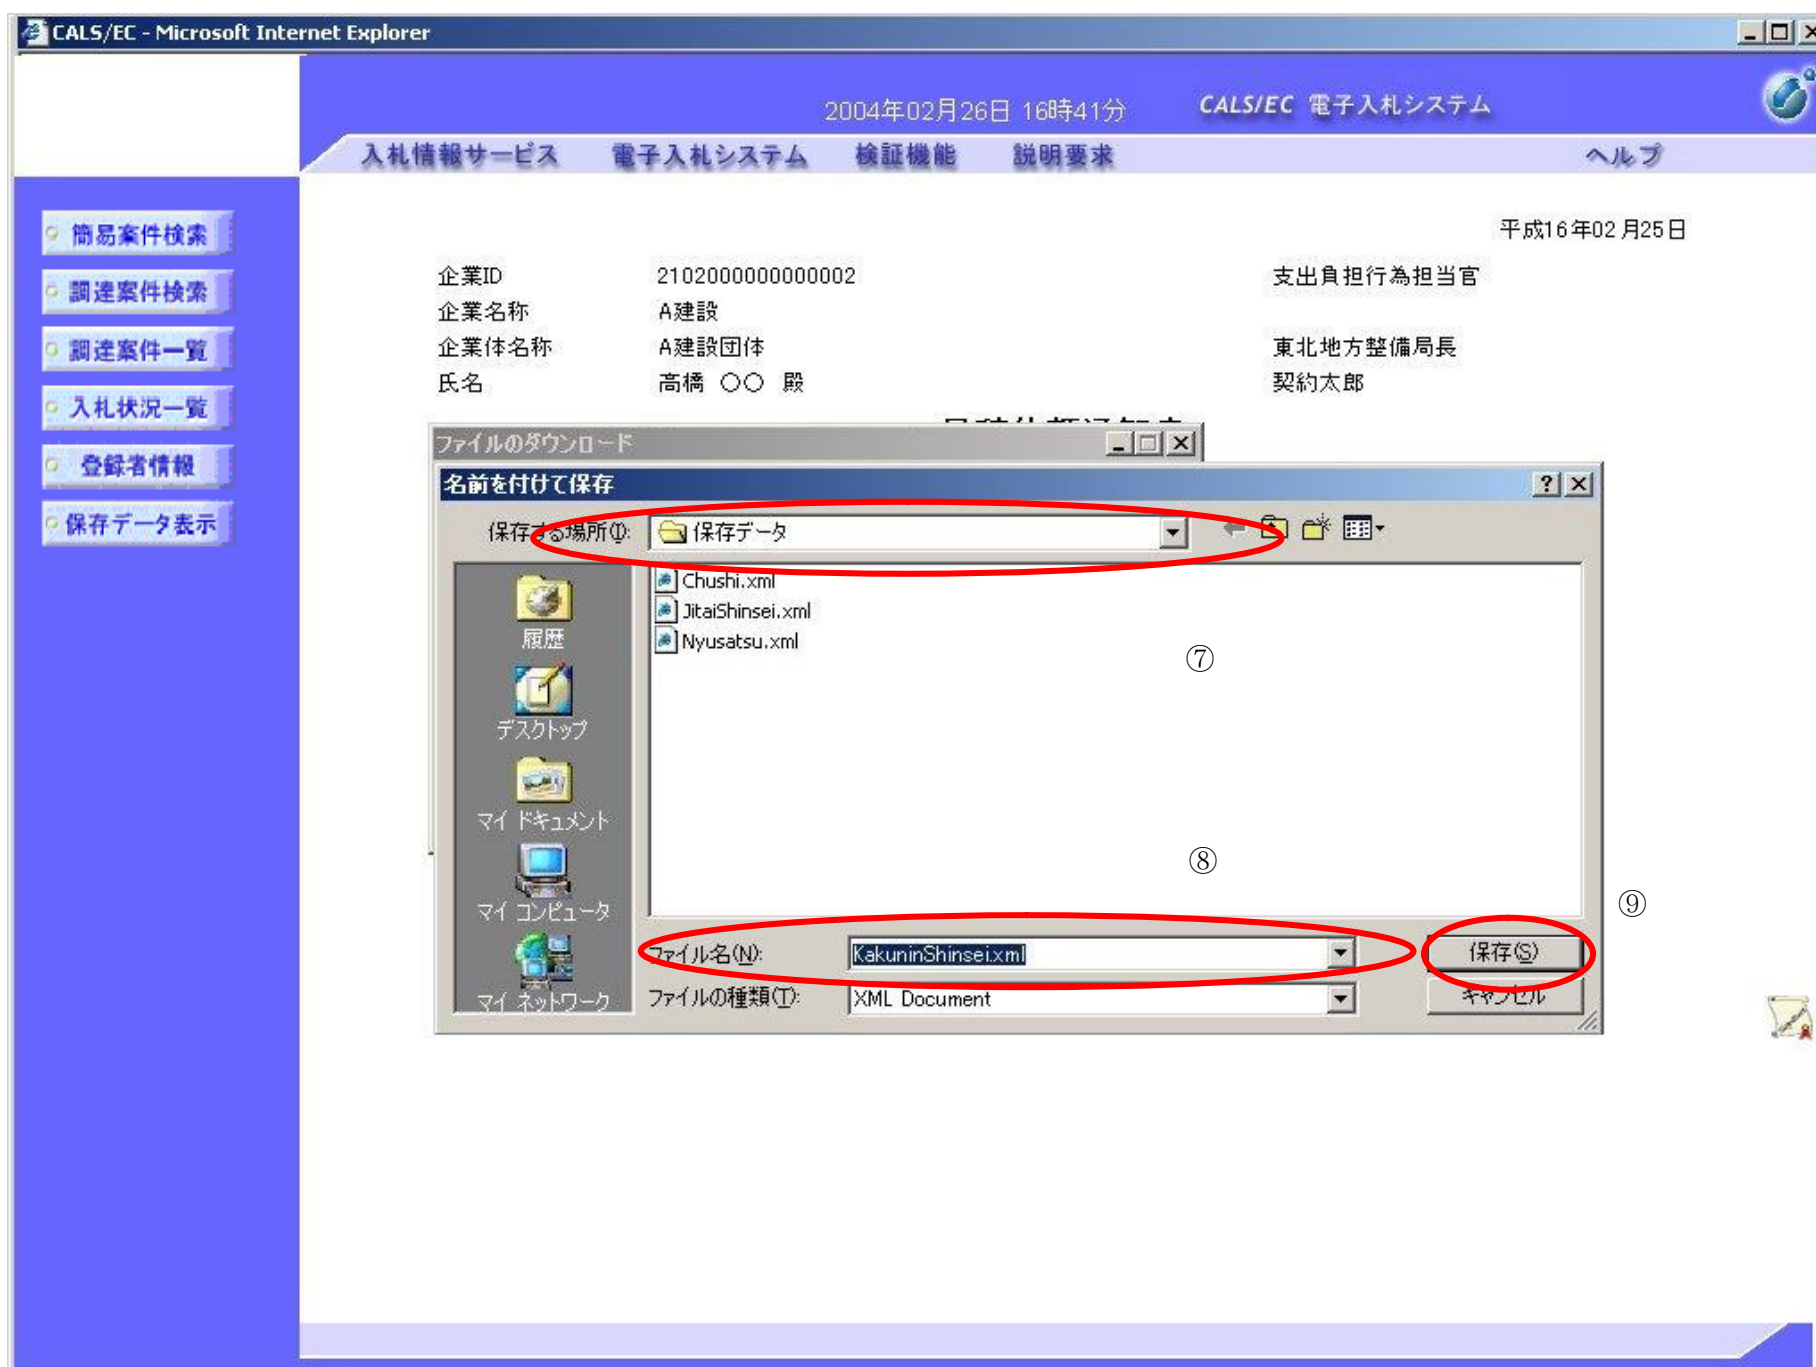 CALS/EC - Microsoft Internet Explorer
2004年02月26日 16時41分
CALS/EC 電子入札システム
入札情報サービス
電子入札システム
検証機能
説明要求
ヘルプ
簡易案件検索
調達案件検索
調達案件一覧
入札状況一覧
登録者情報
保存データ表示
平成16年02月25日
企業ID 2102000000000002 支出負担行為担当官
企業名称 A建設
企業体名称 A建設団体 東北地方整備局長
氏名 高橋 〇〇 殿 契約太郎
ファイルのダウンロード
名前を付けて保存
保存する場所(I): 保存データ
Chushi.xml
JitaiShinsei.xml
Nyusatsu.xml
履歴
デスクトップ
マイ ドキュメント
マイ コンピュータ
マイ ネットワーク
⑦
⑧
⑨
ファイル名(N): KakuninShinsei.xml 保存(S)
ファイルの種類(T): XML Document キャンセル